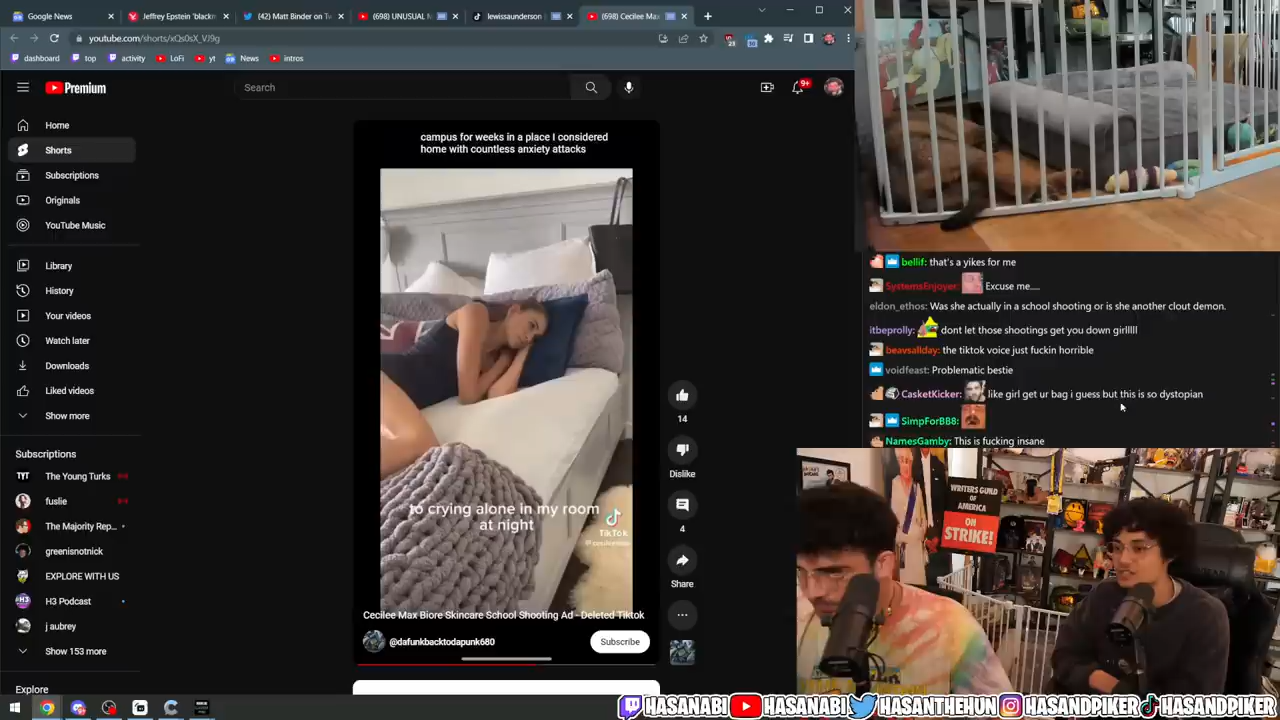 Google News
Jeffrey Epstein 'blackm
(42) Matt Binder on Tw
(698) UNUSUAL M
lewissaunderson
(698) Cecilee Max
youtube.com/shorts/xQs0sX_VJ9g
23
10
dashboard
top
activity
LoFi
yt
News
intros
Premium
Search
9+
Home
Shorts
Subscriptions
Originals
YouTube Music
Library
History
Your videos
Watch later
Downloads
Liked videos
Show more
Subscriptions
The Young Turks
fuslie
The Majority Rep...
greenisnotnick
EXPLORE WITH US
H3 Podcast
j aubrey
Show 153 more
Explore
campus for weeks in a place I considered
home with countless anxiety attacks
to crying alone in my room
at night
TikTok
Cecilee Max Biore Skincare School Shooting Ad - Deleted Tiktok
@dafunkbacktodapunk680
Subscribe
14
Dislike
4
Share
bellif: that's a yikes for me
SystemsEnjoyer: Excuse me.....
eldon_ethos: Was she actually in a school shooting or is she another clout demon.
itbeprolly: dont let those shootings get you down girlllll
beavsallday: the tiktok voice just fuckin horrible
voidfeast: Problematic bestie
CasketKicker: like girl get ur bag i guess but this is so dystopian
SimpForBB8:
NamesGamby: This is fucking insane
WRITERS GUILD
OF
AMERICA
ON
STRIKE!
HASANABI
HASANABI
HASANTHEHUN
HASANDPIKER
HASANDPIKER